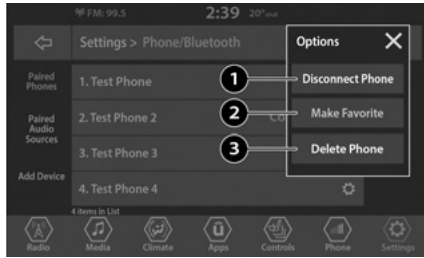 FM: 99.5 2:39 20°out
Settings > Phone/Bluetooth
Options X
Paired
Phones
1. Test Phone
1 Disconnect Phone
Paired
Audio
Sources
2. Test Phone 2
Co
2 Make Favorite
3. Test Phone 3
3 Delete Phone
Add Device
4. Test Phone 4
4 Items In List
Radio Media Climate ū Apps Controls Phone Settings